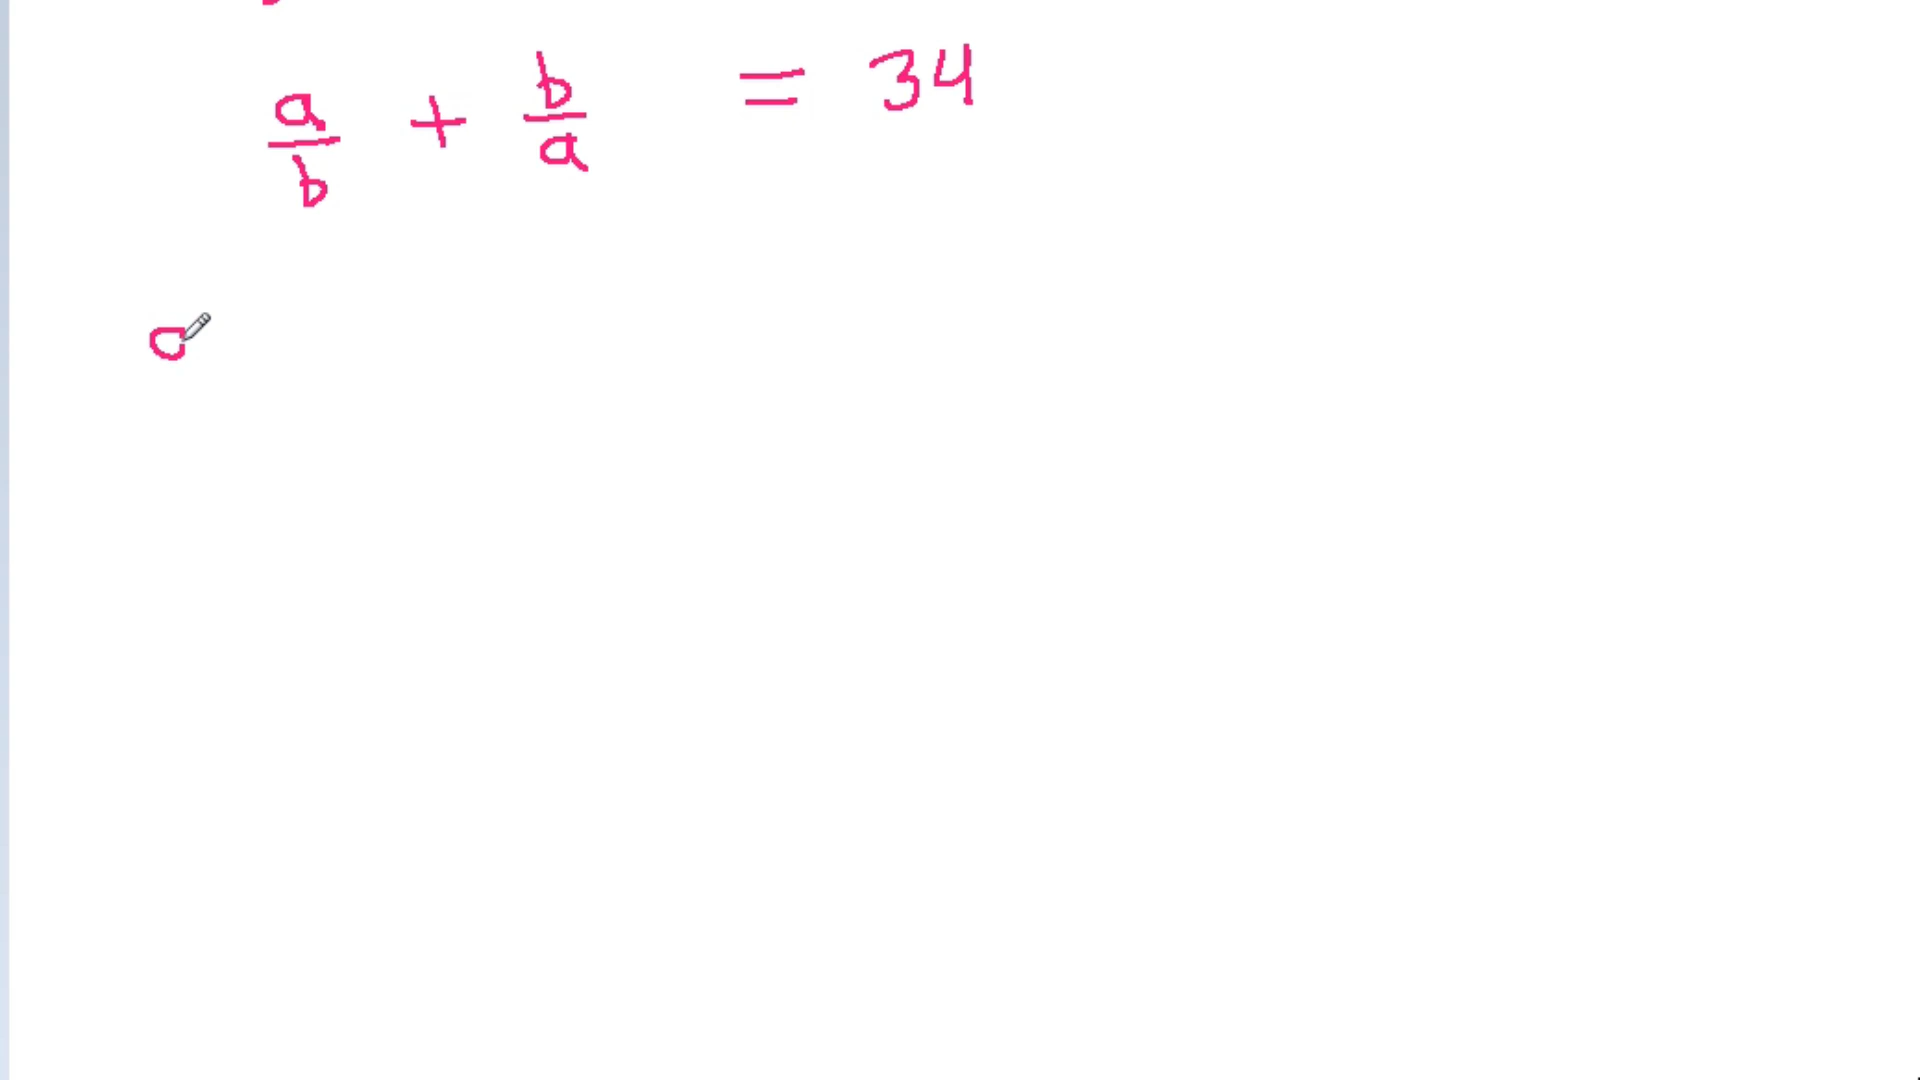 a/b + b/a = 34
a